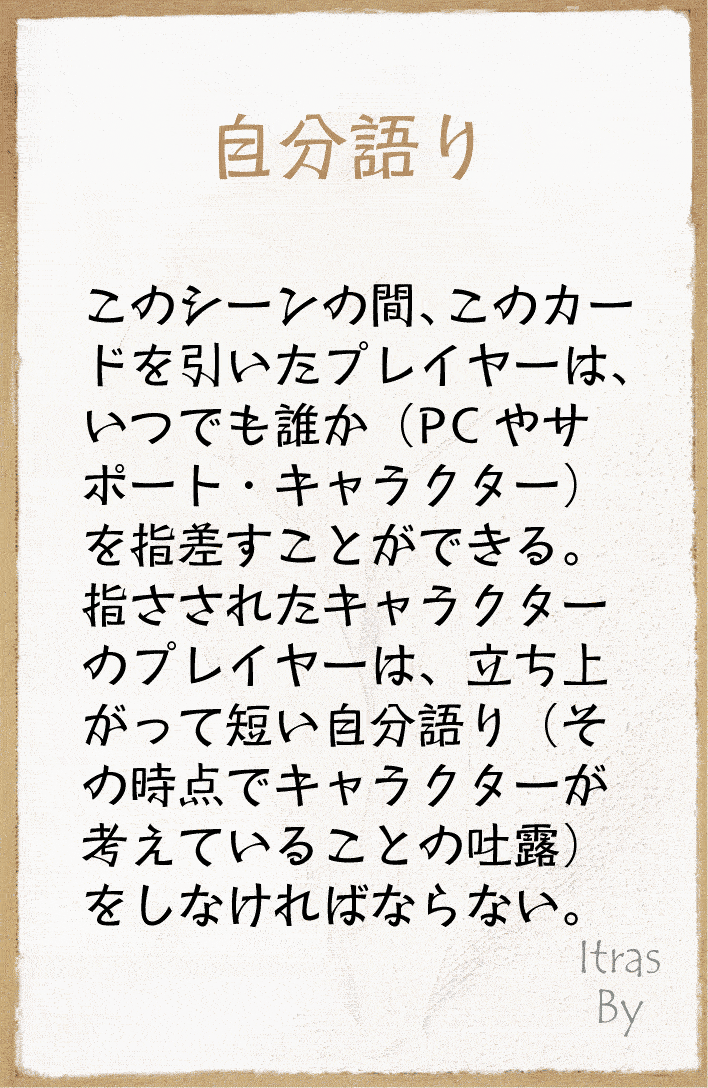 自分語り
このシーンの間、このカー
ドを引いたプレイヤーは、
いつでも誰か（PCやサ
ポート・キャラクター）
を指差すことができる。
指さされたキャラクター
のプレイヤーは、立ち上
がって短い自分語り（そ
の時点でキャラクターが
考えていることの吐露）
をしなければならない。
Itras
By